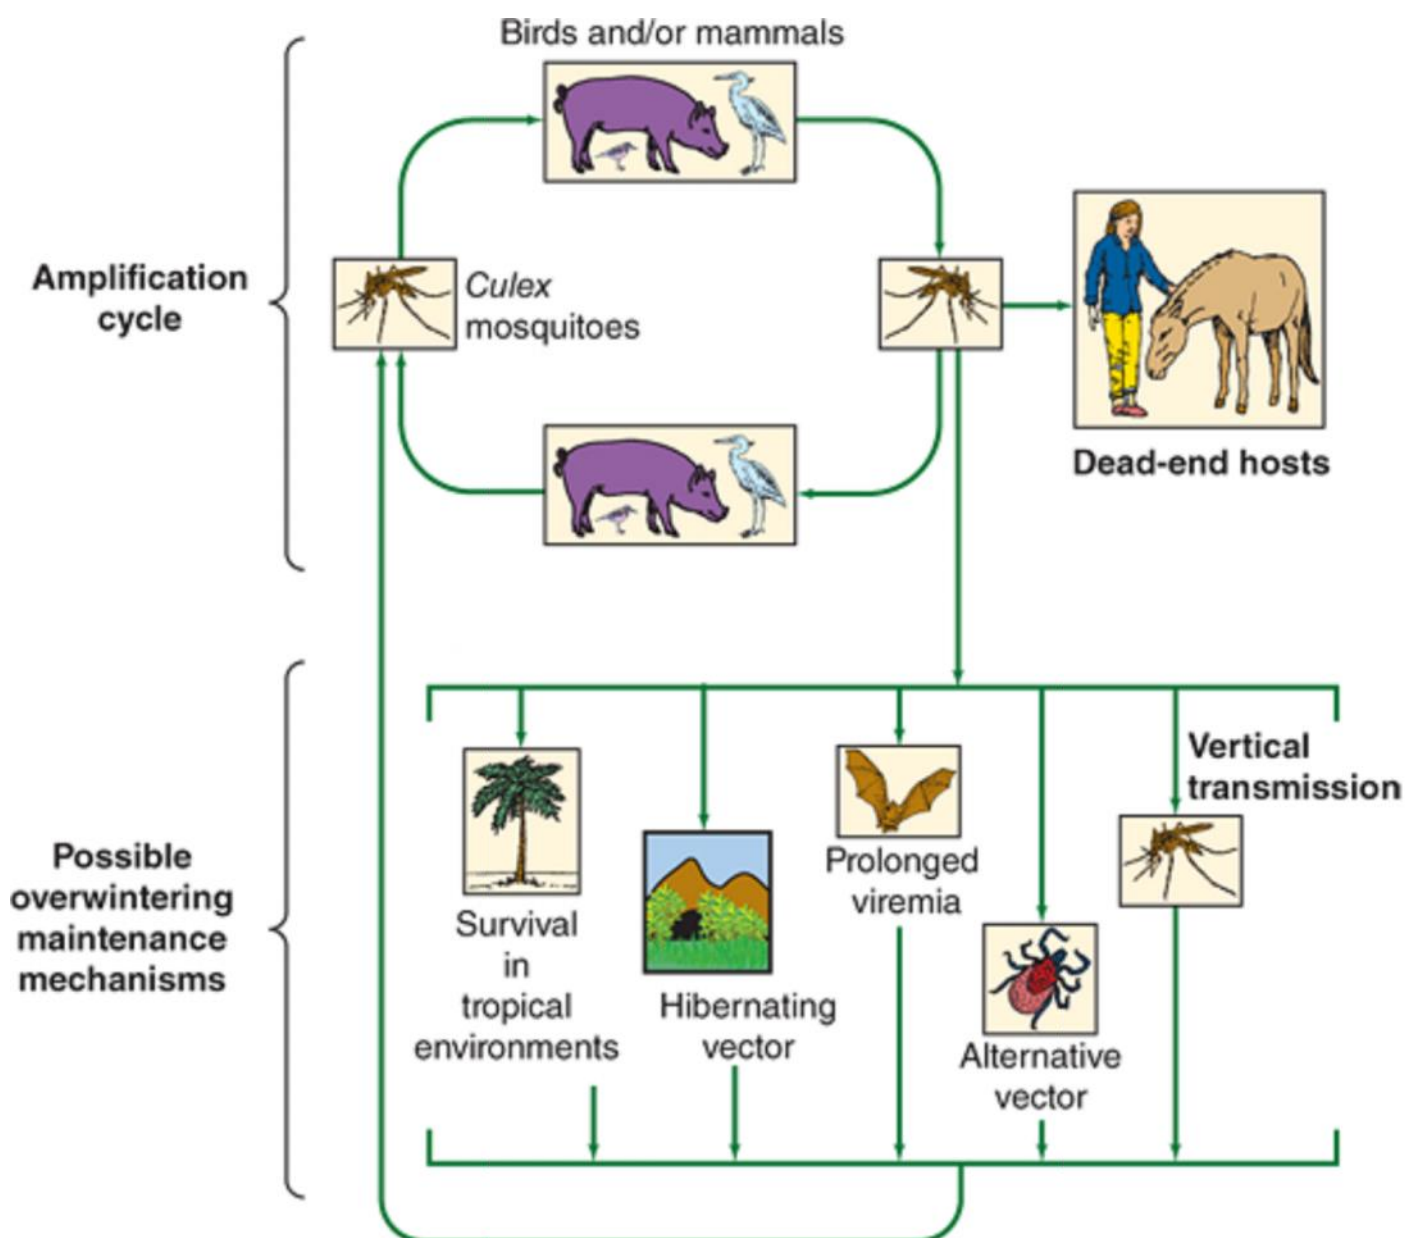 Birds and/or mammals
Amplification
cycle
Culex
mosquitoes
Dead-end hosts
Possible
overwintering
maintenance
mechanisms
Survival
in
tropical
environments
Hibernating
vector
Prolonged
viremia
Alternative
vector
Vertical
transmission